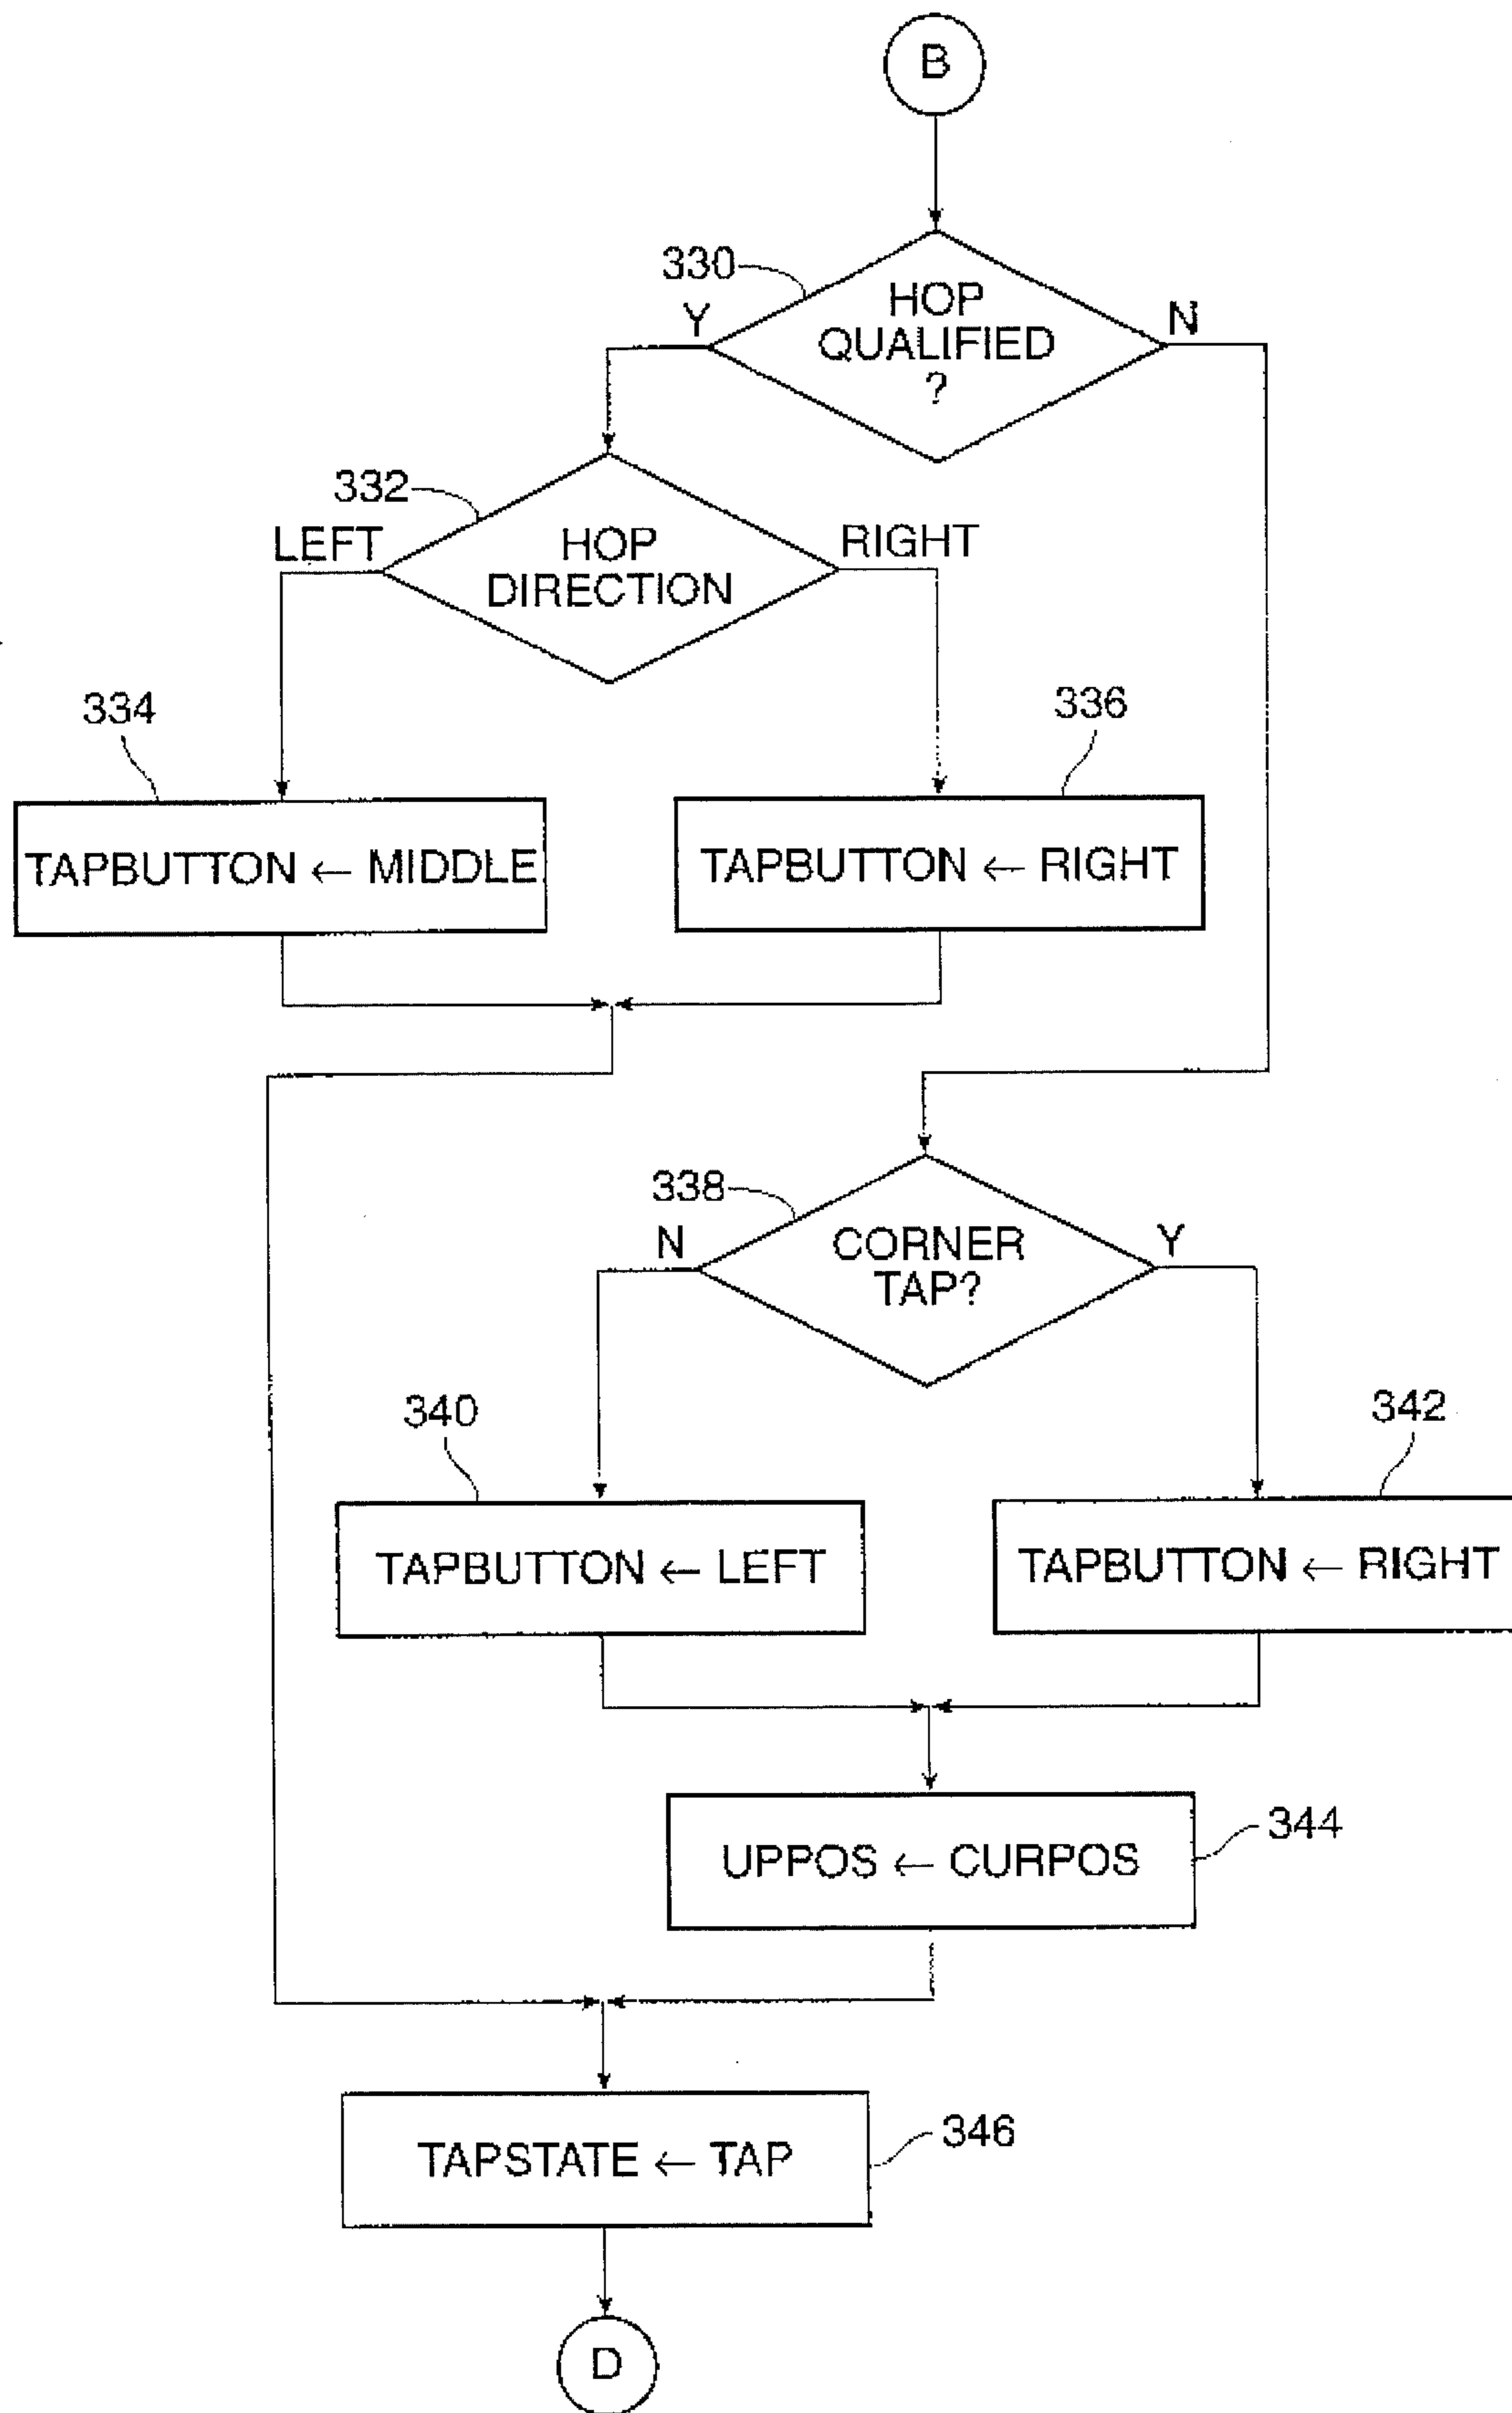 B
330
HOP
QUALIFIED
?
Y
N
332
HOP
DIRECTION
LEFT
RIGHT
334
336
TAPBUTTON ← MIDDLE
TAPBUTTON ← RIGHT
338
CORNER
TAP?
N
Y
340
342
TAPBUTTON ← LEFT
TAPBUTTON ← RIGHT
UPPOS ← CURPOS
344
TAPSTATE ← TAP
346
D